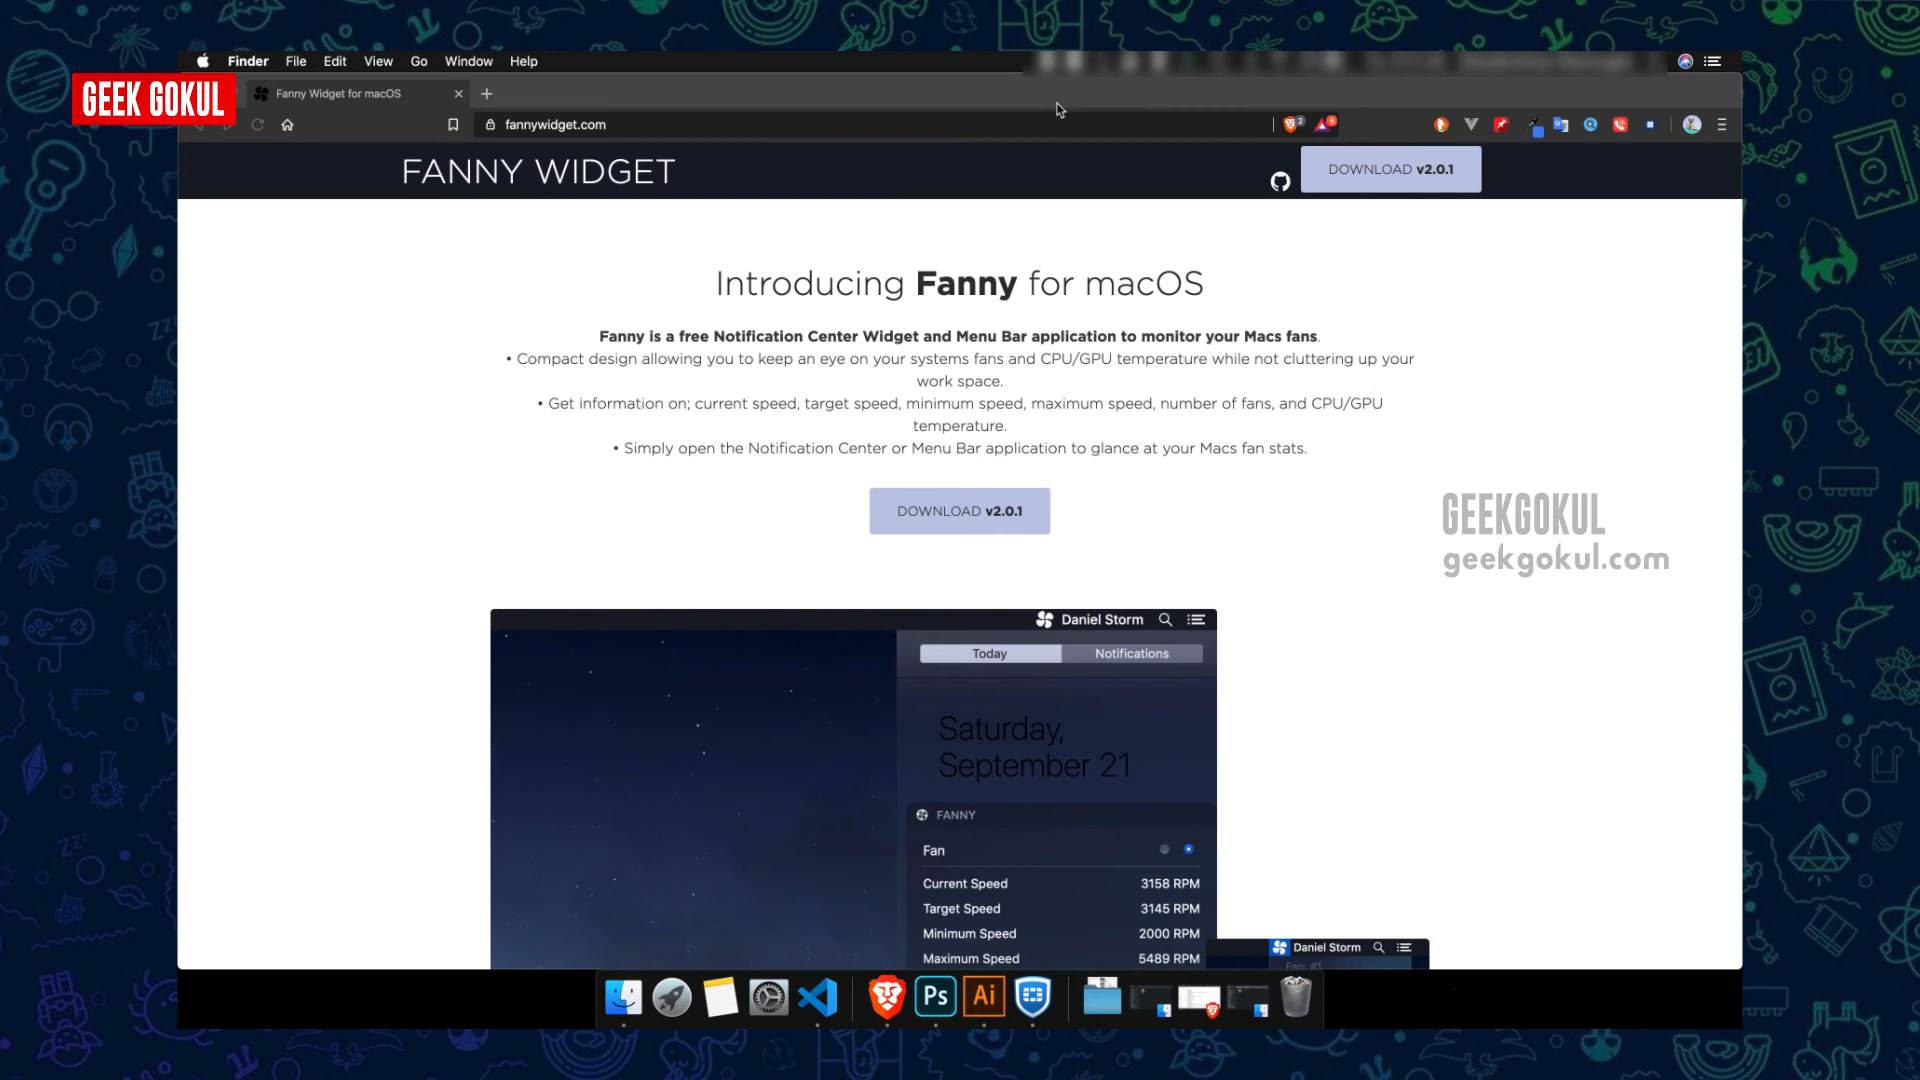 Finder File Edit View Go Window Help
GEEK GOKUL
Fanny Widget for macOS
fannywidget.com
2
6
FANNY WIDGET
DOWNLOAD v2.0.1
Introducing Fanny for macOS
Fanny is a free Notification Center Widget and Menu Bar application to monitor your Macs fans.
• Compact design allowing you to keep an eye on your systems fans and CPU/GPU temperature while not cluttering up your
work space.
• Get information on; current speed, target speed, minimum speed, maximum speed, number of fans, and CPU/GPU
temperature.
• Simply open the Notification Center or Menu Bar application to glance at your Macs fan stats.
DOWNLOAD v2.0.1
GEEKGOKUL
geekgokul.com
Daniel Storm
Today Notifications
Saturday,
September 21
FANNY
Fan
Current Speed 3158 RPM
Target Speed 3145 RPM
Minimum Speed 2000 RPM
Maximum Speed 5489 RPM
Daniel Storm
Fan: #1
Ps
Ai